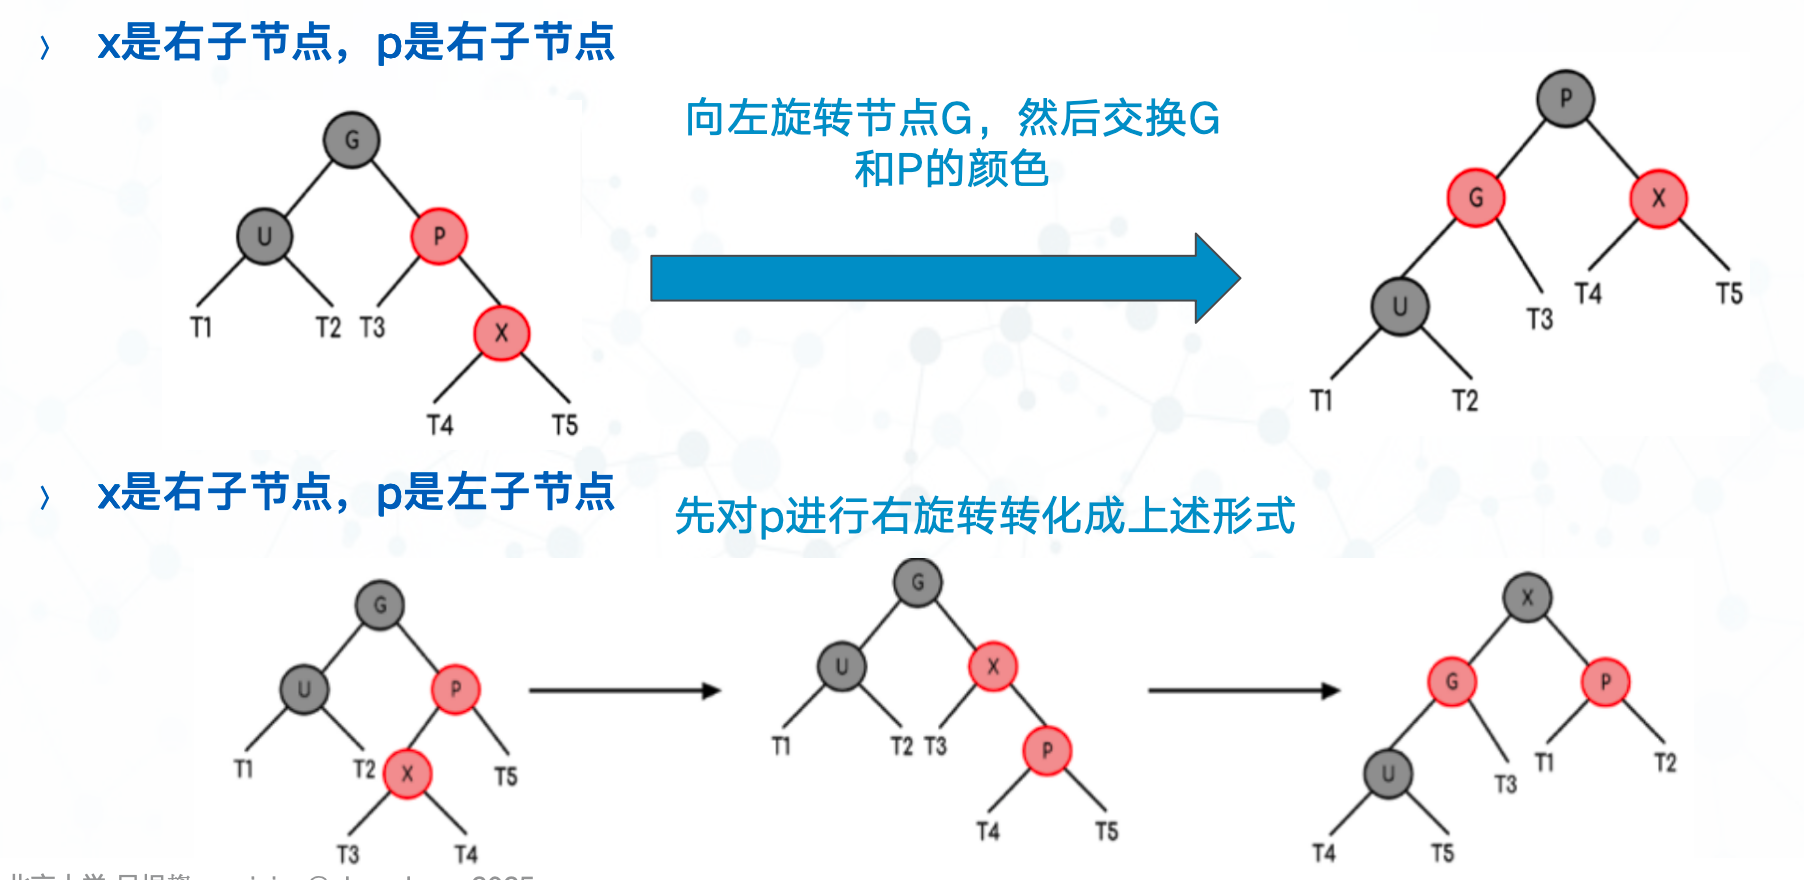 〉 x是右子节点，p是右子节点
向左旋转节点G，然后交换G
和P的颜色
G
U P
T1 T2 T3 X
T4 T5
P
G X
U T3 T4 T5
T1 T2
〉 x是右子节点，p是左子节点
先对p进行右旋转转化成上述形式
G
U P
T1 T2 X T5
T3 T4
G
U X
T1 T2 T3 P
T4 T5
X
G P
U T3 T1 T2
T4 T5